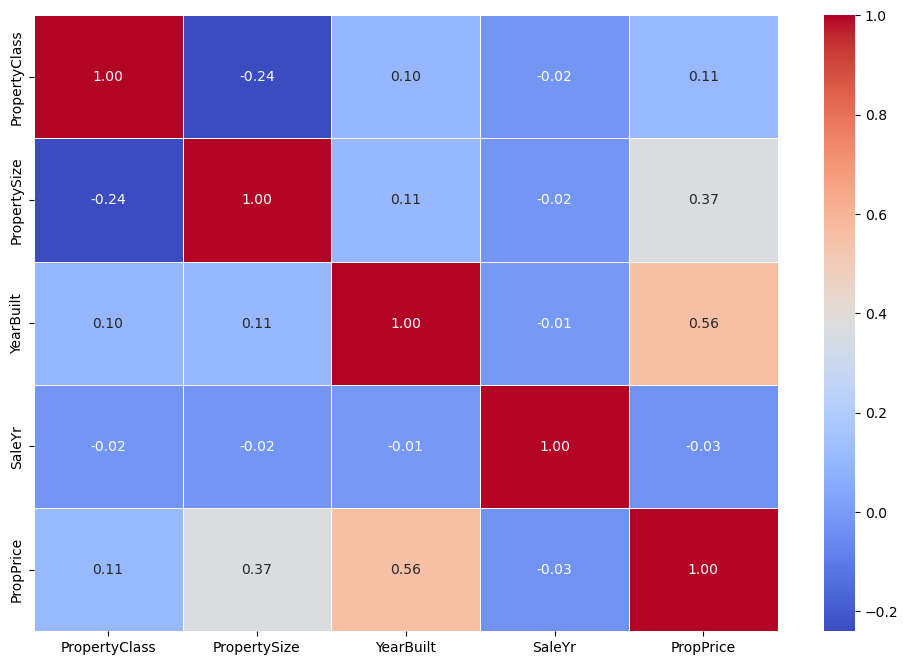 PropertyClass 1.00 -0.24 0.10 -0.02 0.11
PropertySize -0.24 1.00 0.11 -0.02 0.37
YearBuilt 0.10 0.11 1.00 -0.01 0.56
SaleYr -0.02 -0.02 -0.01 1.00 -0.03
PropPrice 0.11 0.37 0.56 -0.03 1.00
PropertyClass PropertySize YearBuilt SaleYr PropPrice
1.0
0.8
0.6
0.4
0.2
0.0
−0.2